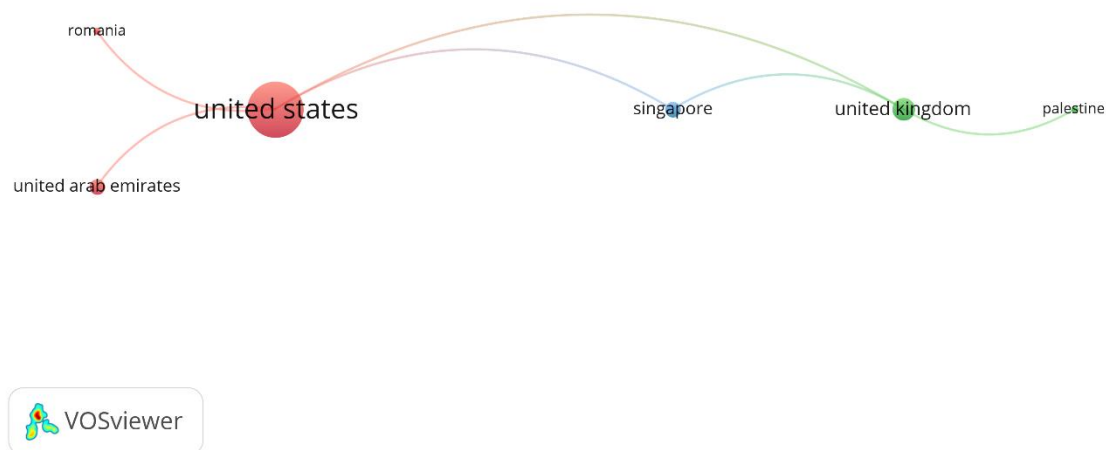 romania
united states
singapore
united kingdom
palestine
united arab emirates
VOSviewer